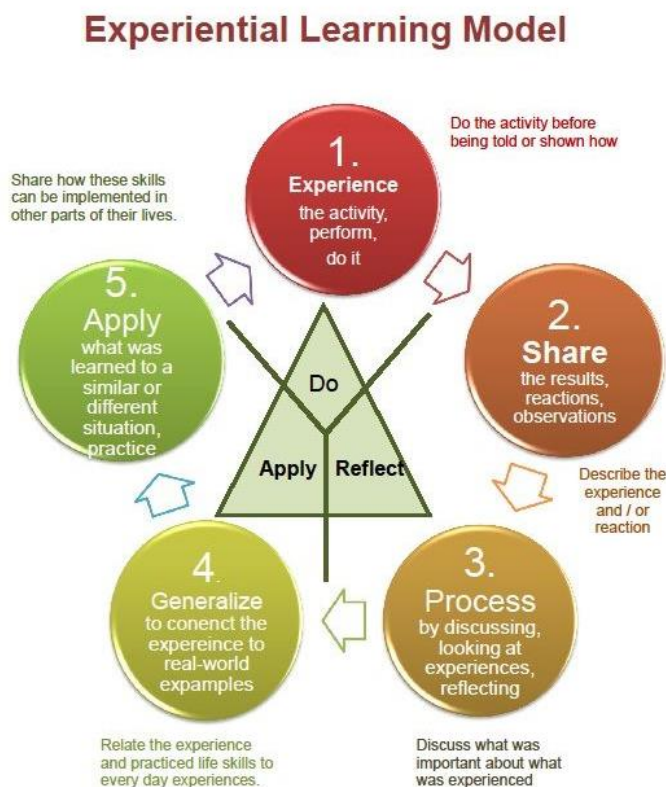 Experiential Learning Model
1.
Experience
the activity,
perform,
do it
Do the activity before
being told or shown how
2.
Share
the results,
reactions,
observations
Describe the
experience
and / or
reaction
3.
Process
by discussing,
looking at
experiences,
reflecting
Discuss what was
important about what
was experienced
4.
Generalize
to conenct the
expereince to
real-world
expamples
Relate the experience
and practiced life skills to
every day experiences.
5.
Apply
what was
learned to a
similar or
different
situation,
practice
Share how these skills
can be implemented in
other parts of their lives.
Do
Apply
Reflect